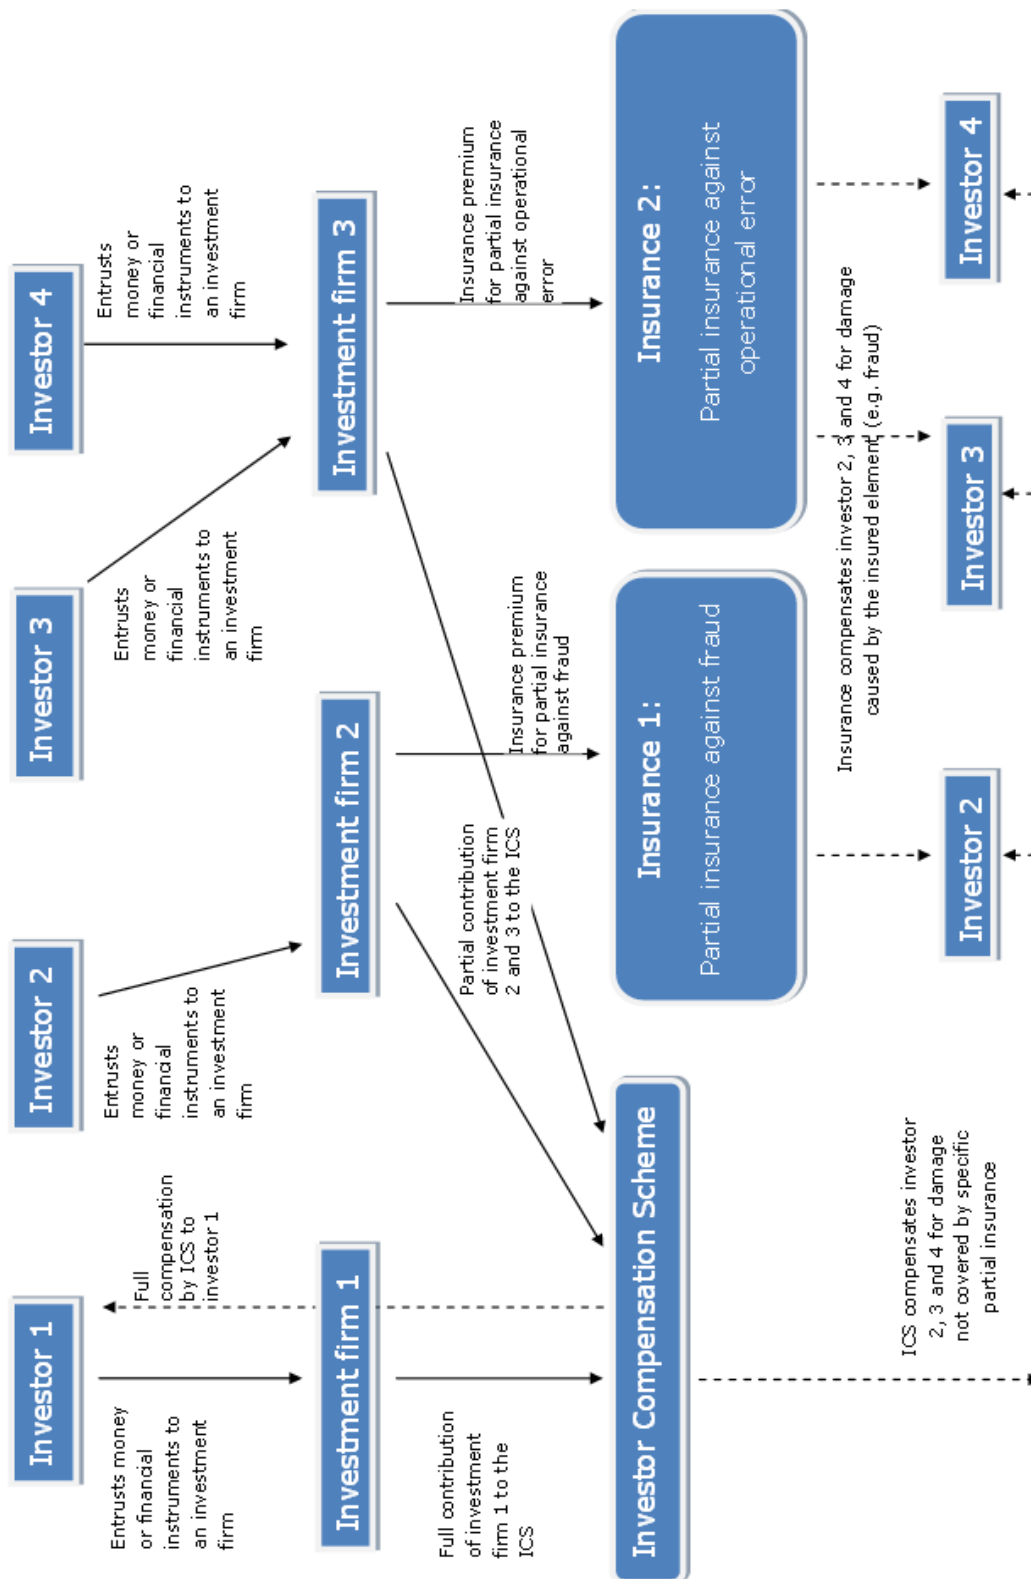 Investor 1
Investor 2
Investor 3
Investor 4
Entrusts money
or financial
instruments to
an investment
firm
Full
compensation
by ICS to
investor 1
Entrusts
money or
financial
instruments to
an investment
firm
Entrusts
money or
financial
instruments to
an investment
firm
Entrusts
money or
financial
instruments to
an investment
firm
Investment firm 1
Investment firm 2
Investment firm 3
Full contribution
of investment
firm 1 to the
ICS
Partial contribution
of investment firm
2 and 3 to the ICS
Insurance premium
for partial insurance
against fraud
Insurance premium
for partial insurance
against operational
error
Investor Compensation Scheme
Insurance 1:
Partial insurance against fraud
Insurance 2:
Partial insurance against
operational error
Insurance compensates investor 2, 3, and 4 for damage
caused by the insured element (e.g. fraud)
ICS compensates investor
2, 3 and 4 for damage
not covered by specific
partial insurance
Investor 2
Investor 3
Investor 4